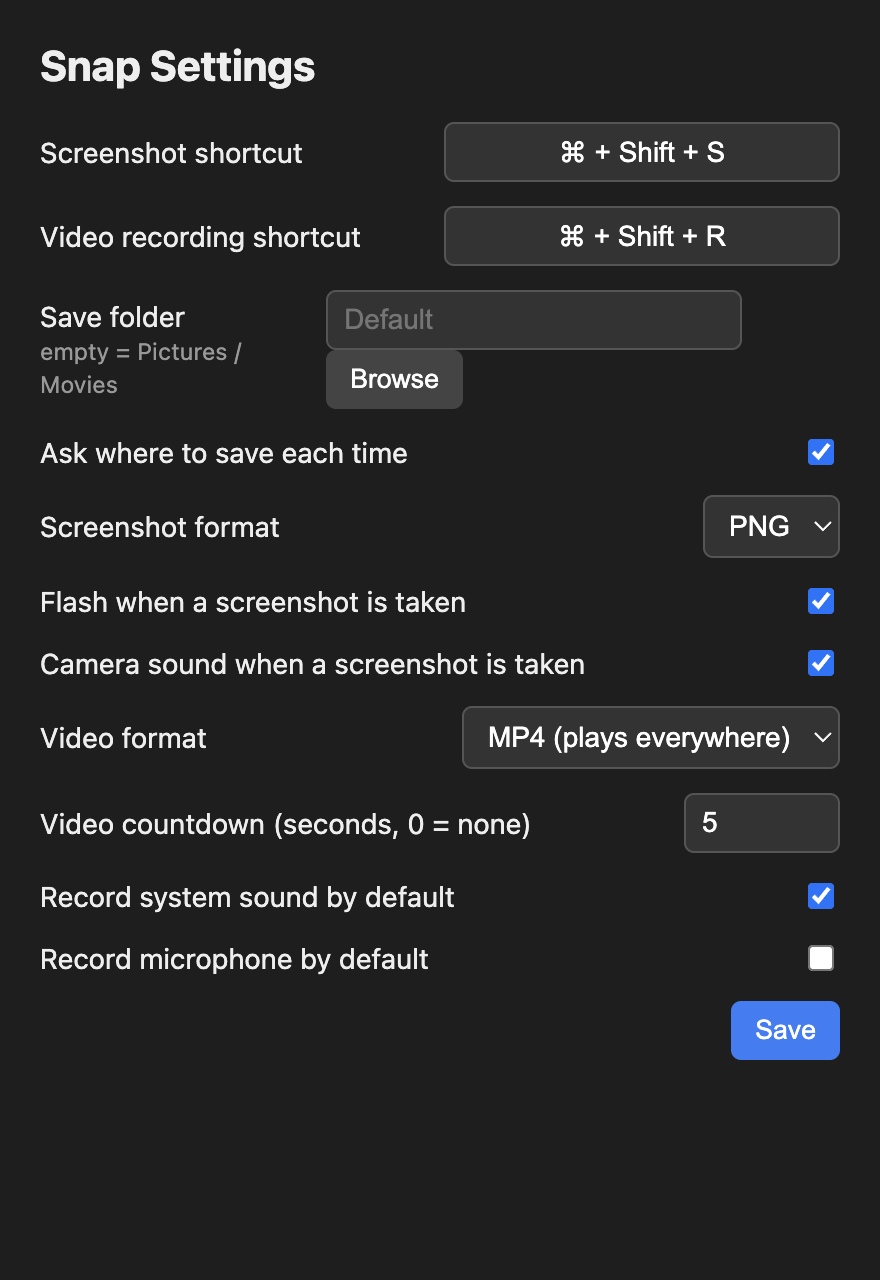 Snap Settings
Screenshot shortcut
⌘ + Shift + S
Video recording shortcut
⌘ + Shift + R
Save folder
empty = Pictures /
Movies
Default
Browse
Ask where to save each time
Screenshot format
PNG
Flash when a screenshot is taken
Camera sound when a screenshot is taken
Video format
MP4 (plays everywhere)
Video countdown (seconds, 0 = none)
5
Record system sound by default
Record microphone by default
Save